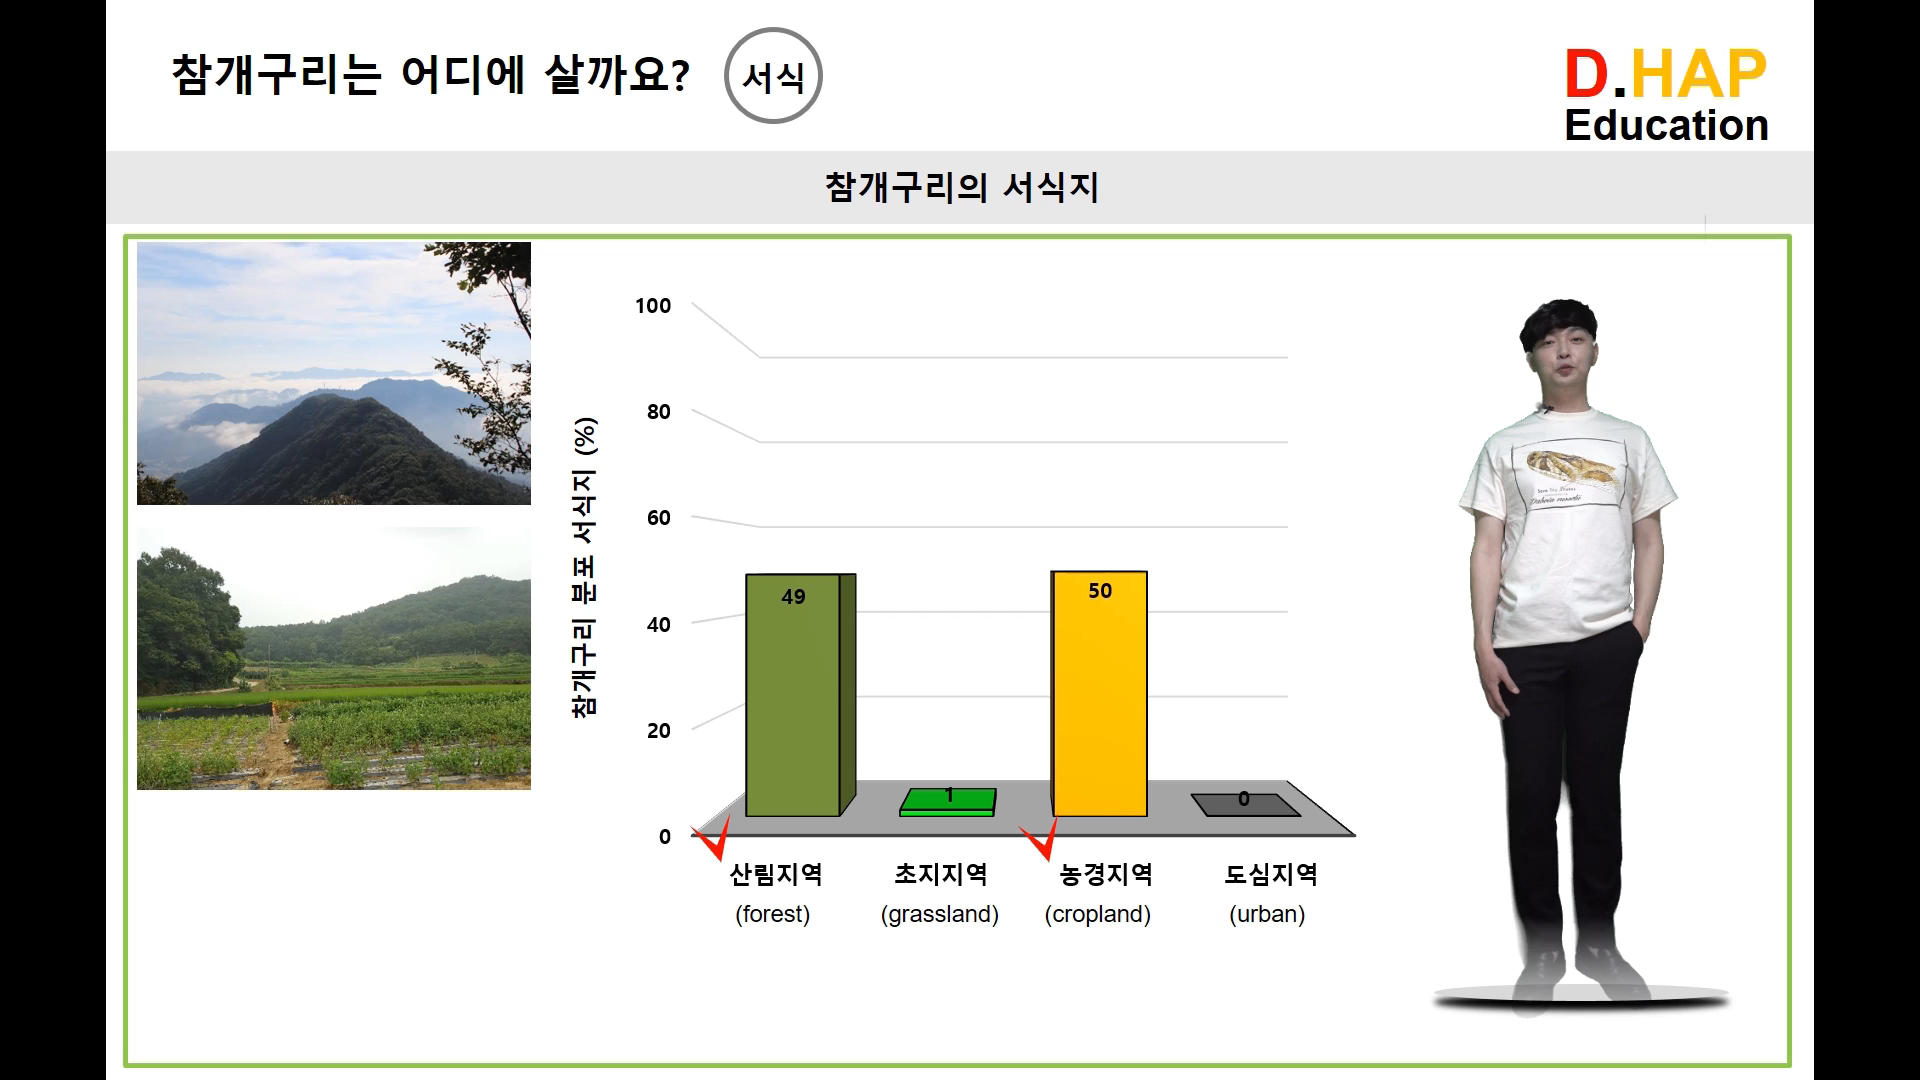 참개구리는 어디에 살까요?
서식
D.HAP
Education
참개구리의 서식지
참개구리 분포 서식지 (%)
100
80
60
40
20
0
49
1
50
0
산림지역
(forest)
초지지역
(grassland)
농경지역
(cropland)
도심지역
(urban)